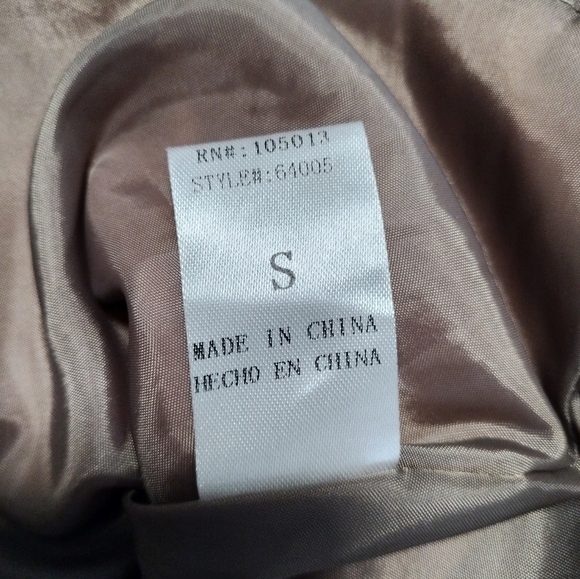 RN#:105013
STYLE#:64005
S
MADE IN CHINA
HECHO EN CHINA